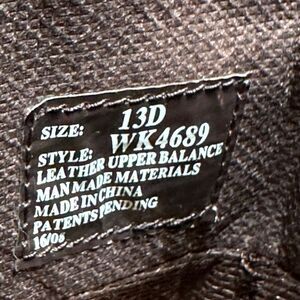 SIZE: 13D
STYLE: WK4689
LEATHER UPPER BALANCE
MAN MADE MATERIALS
MADE IN CHINA
PATENTS PENDING
16/08